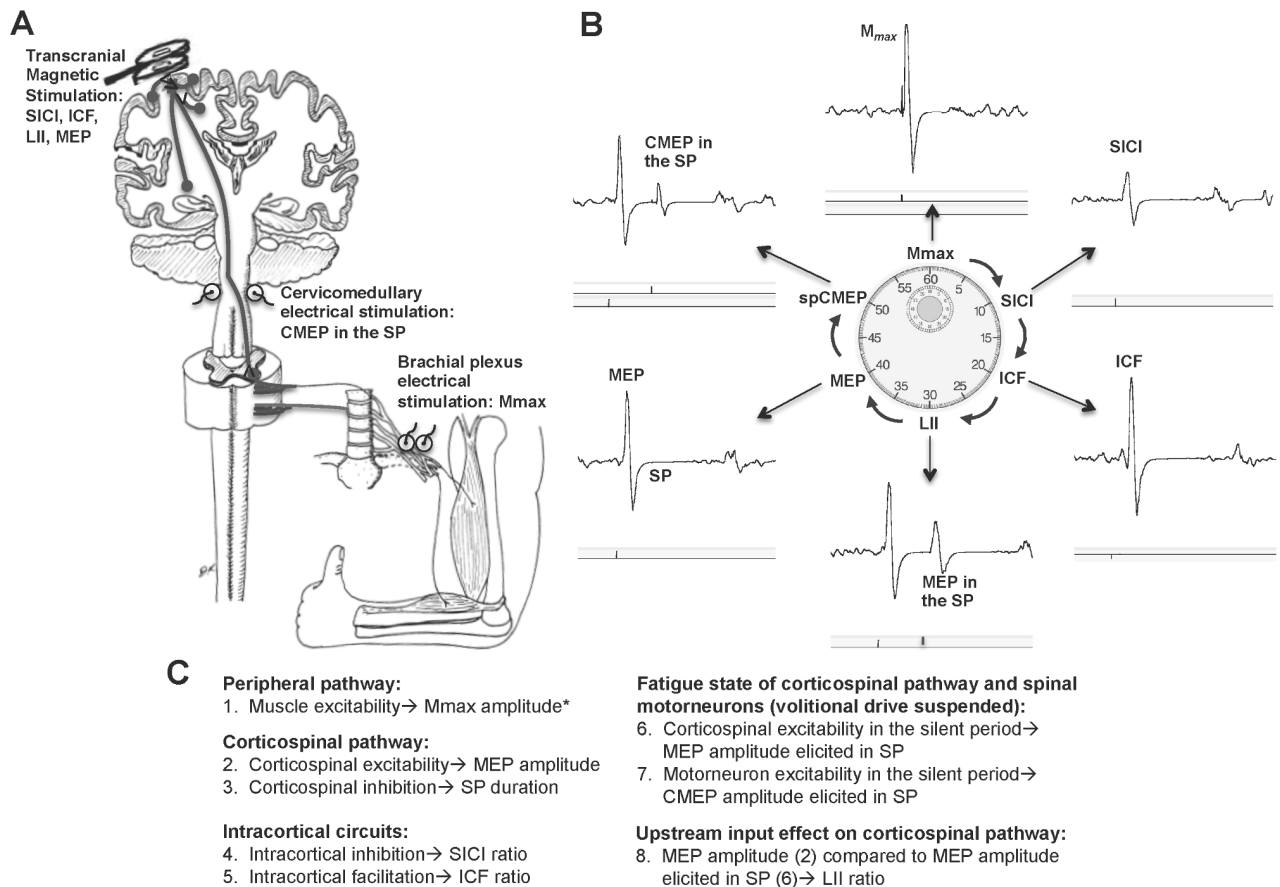 A
Transcranial
Magnetic
Stimulation:
SICI, ICF,
LII, MEP
Cervicomedullary
electrical stimulation:
CMEP in the SP
Brachial plexus
electrical
stimulation: Mmax
B
Mmax
CMEP in
the SP
SICI
Mmax
spCMEP
SICI
MEP
ICF
LII
60
5
10
20
25
30
35
40
45
50
55
MEP
SP
ICF
MEP in
the SP
C
Peripheral pathway:
1. Muscle excitability→ Mmax amplitude*
Corticospinal pathway:
2. Corticospinal excitability→ MEP amplitude
3. Corticospinal inhibition→ SP duration
Intracortical circuits:
4. Intracortical inhibition→ SICI ratio
5. Intracortical facilitation→ ICF ratio
Fatigue state of corticospinal pathway and spinal
motorneurons (volitional drive suspended):
6. Corticospinal excitability in the silent period→
MEP amplitude elicited in SP
7. Motorneuron excitability in the silent period→
CMEP amplitude elicited in SP
Upstream input effect on corticospinal pathway:
8. MEP amplitude (2) compared to MEP amplitude
elicited in SP (6)→ LII ratio